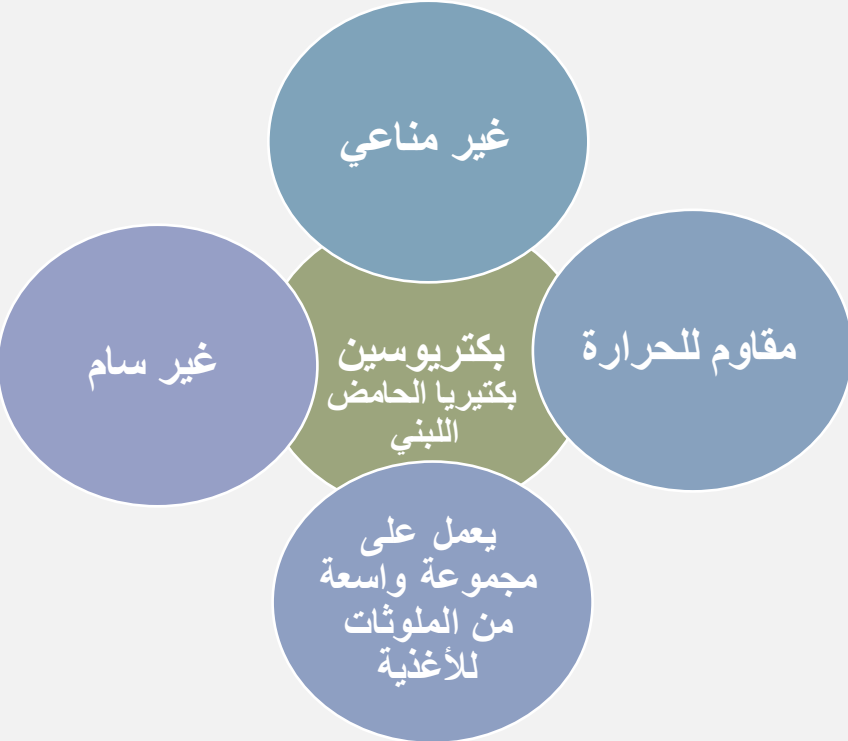 غير مناعي
مقاوم للحرارة
بكتريوسين
بكتيريا الحامض
اللبني
غير سام
يعمل على
مجموعة واسعة
من الملوثات
للأغذية